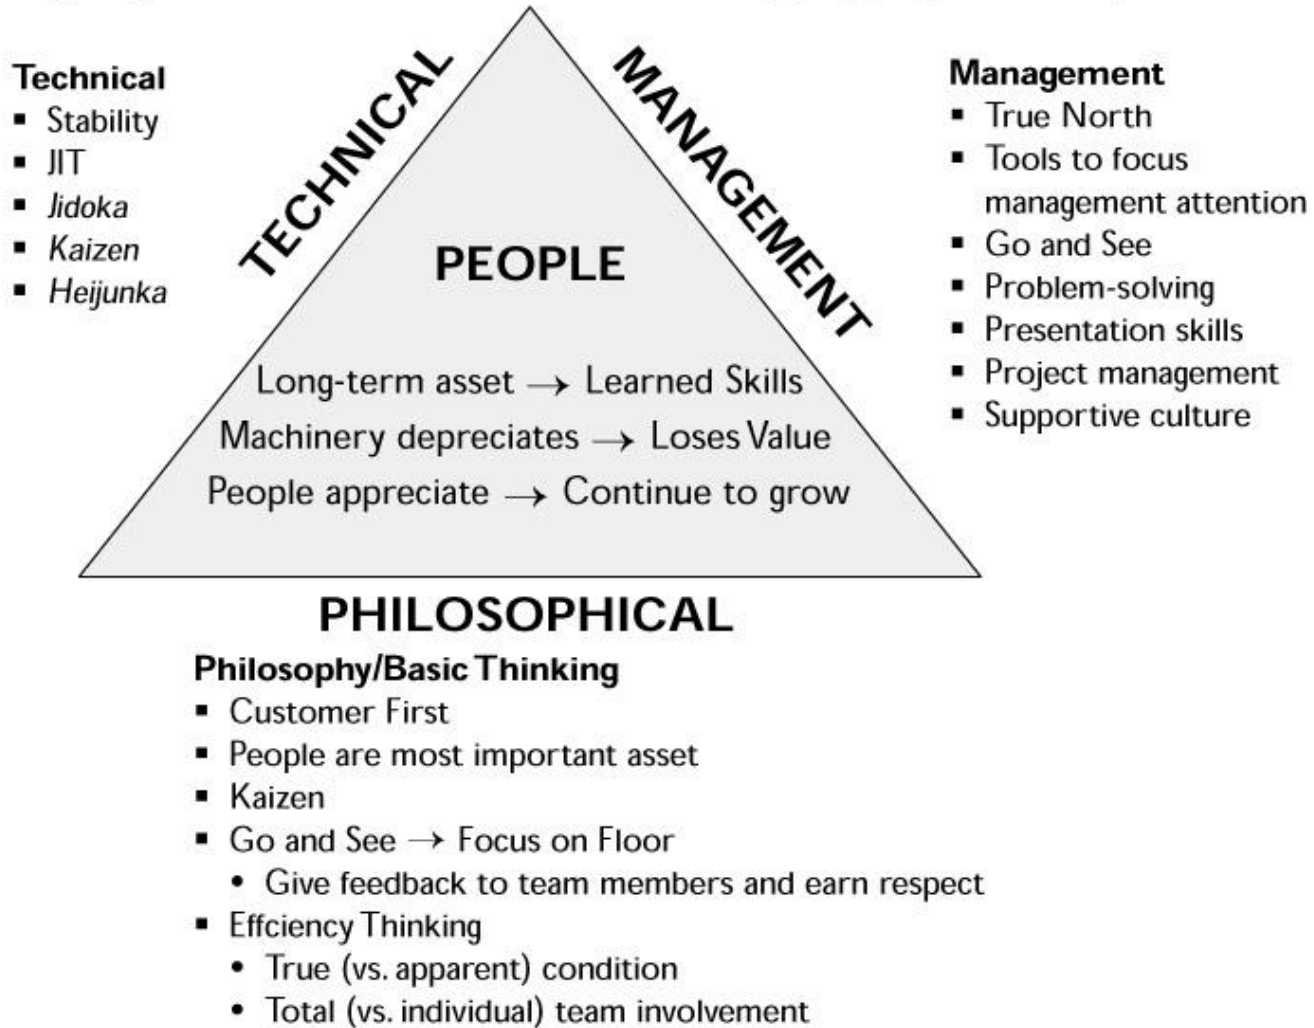 Technical
▪ Stability
▪ JIT
▪ Jidoka
▪ Kaizen
▪ Heijunka
TECHNICAL
MANAGEMENT
Management
▪ True North
▪ Tools to focus
management attention
▪ Go and See
▪ Problem-solving
▪ Presentation skills
▪ Project management
▪ Supportive culture
PEOPLE
Long-term asset → Learned Skills
Machinery depreciates → Loses Value
People appreciate → Continue to grow
PHILOSOPHICAL
Philosophy/Basic Thinking
▪ Customer First
▪ People are most important asset
▪ Kaizen
▪ Go and See → Focus on Floor
• Give feedback to team members and earn respect
▪ Effciency Thinking
• True (vs. apparent) condition
• Total (vs. individual) team involvement